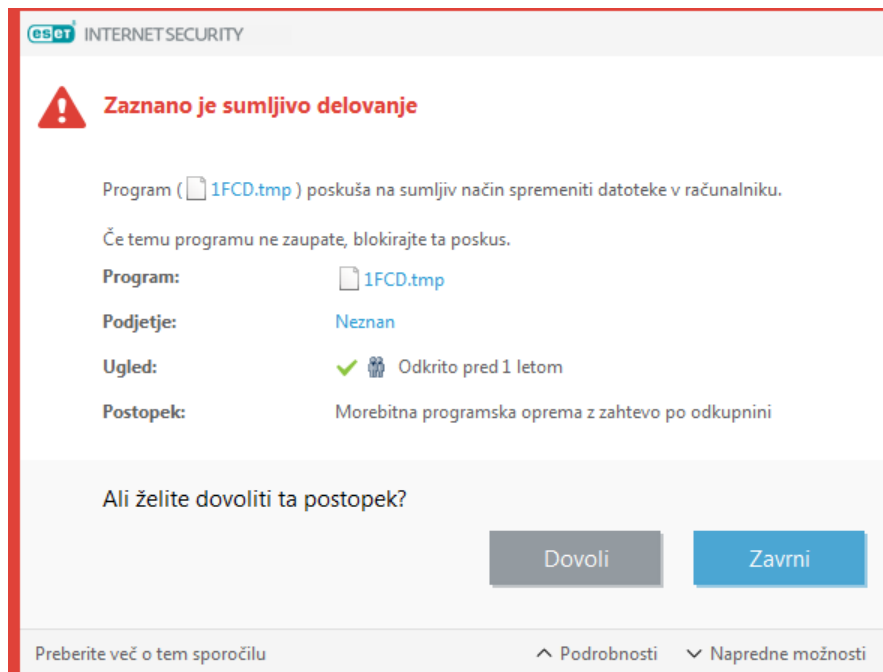 eset INTERNET SECURITY
Zaznano je sumljivo delovanje
Program ( 1FCD.tmp ) poskuša na sumljiv način spremeniti datoteke v računalniku.
Če temu programu ne zaupate, blokirajte ta poskus.
Program: 1FCD.tmp
Podjetje: Neznan
Ugled: Odkrito pred 1 letom
Postopek: Morebitna programska oprema z zahtevo po odkupnini
Ali želite dovoliti ta postopek?
Dovoli Zavrni
Preberite več o tem sporočilu Podrobnosti Napredne možnosti